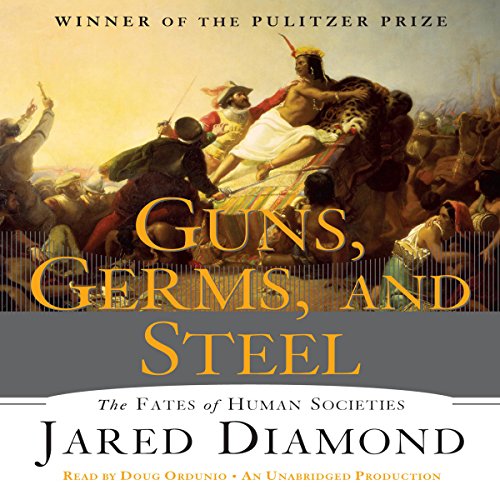 WINNER OF THE PULITZER PRIZE
GUNS,
GERMS, AND
STEEL
The FATES of HUMAN SOCIETIES
JARED DIAMOND
READ BY DOUG ORDUNIO • AN UNABRIDGED PRODUCTION